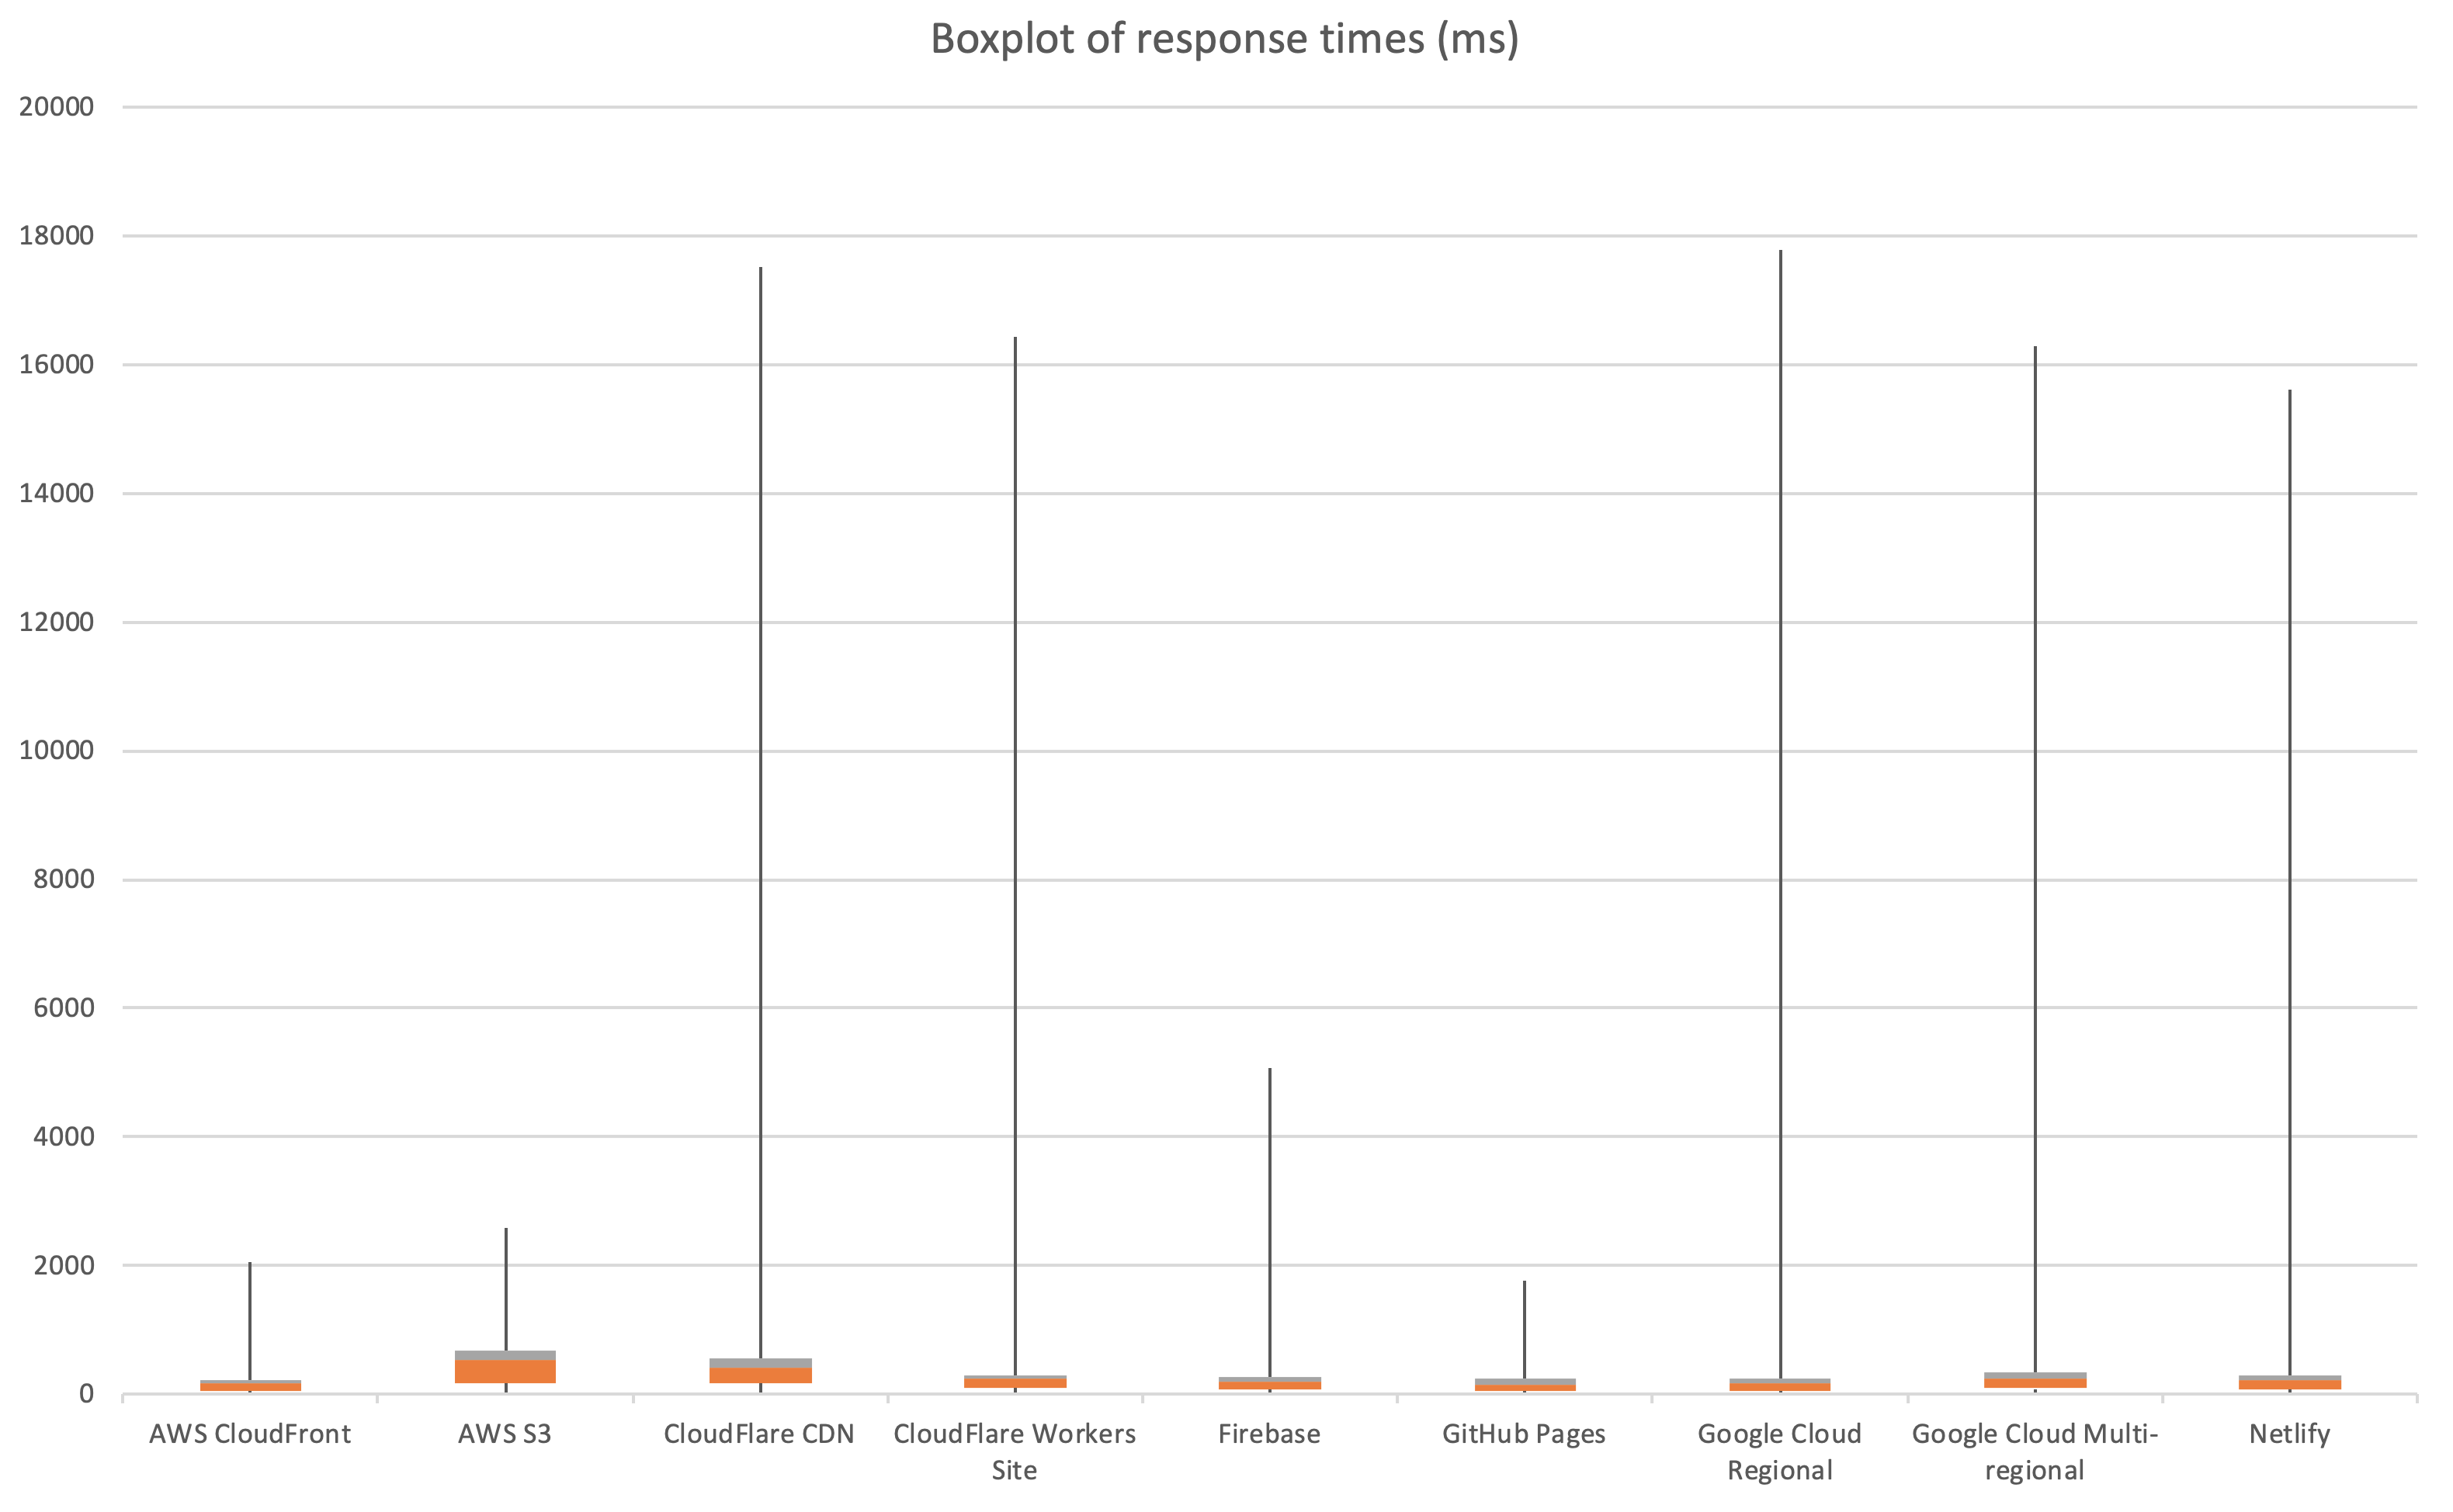 Boxplot of response times (ms)
20000
18000
16000
14000
12000
10000
8000
6000
4000
2000
0
AWS CloudFront
AWS S3
CloudFlare CDN
CloudFlare Workers
Site
Firebase
GitHub Pages
Google Cloud
Regional
Google Cloud Multi-
regional
Netlify